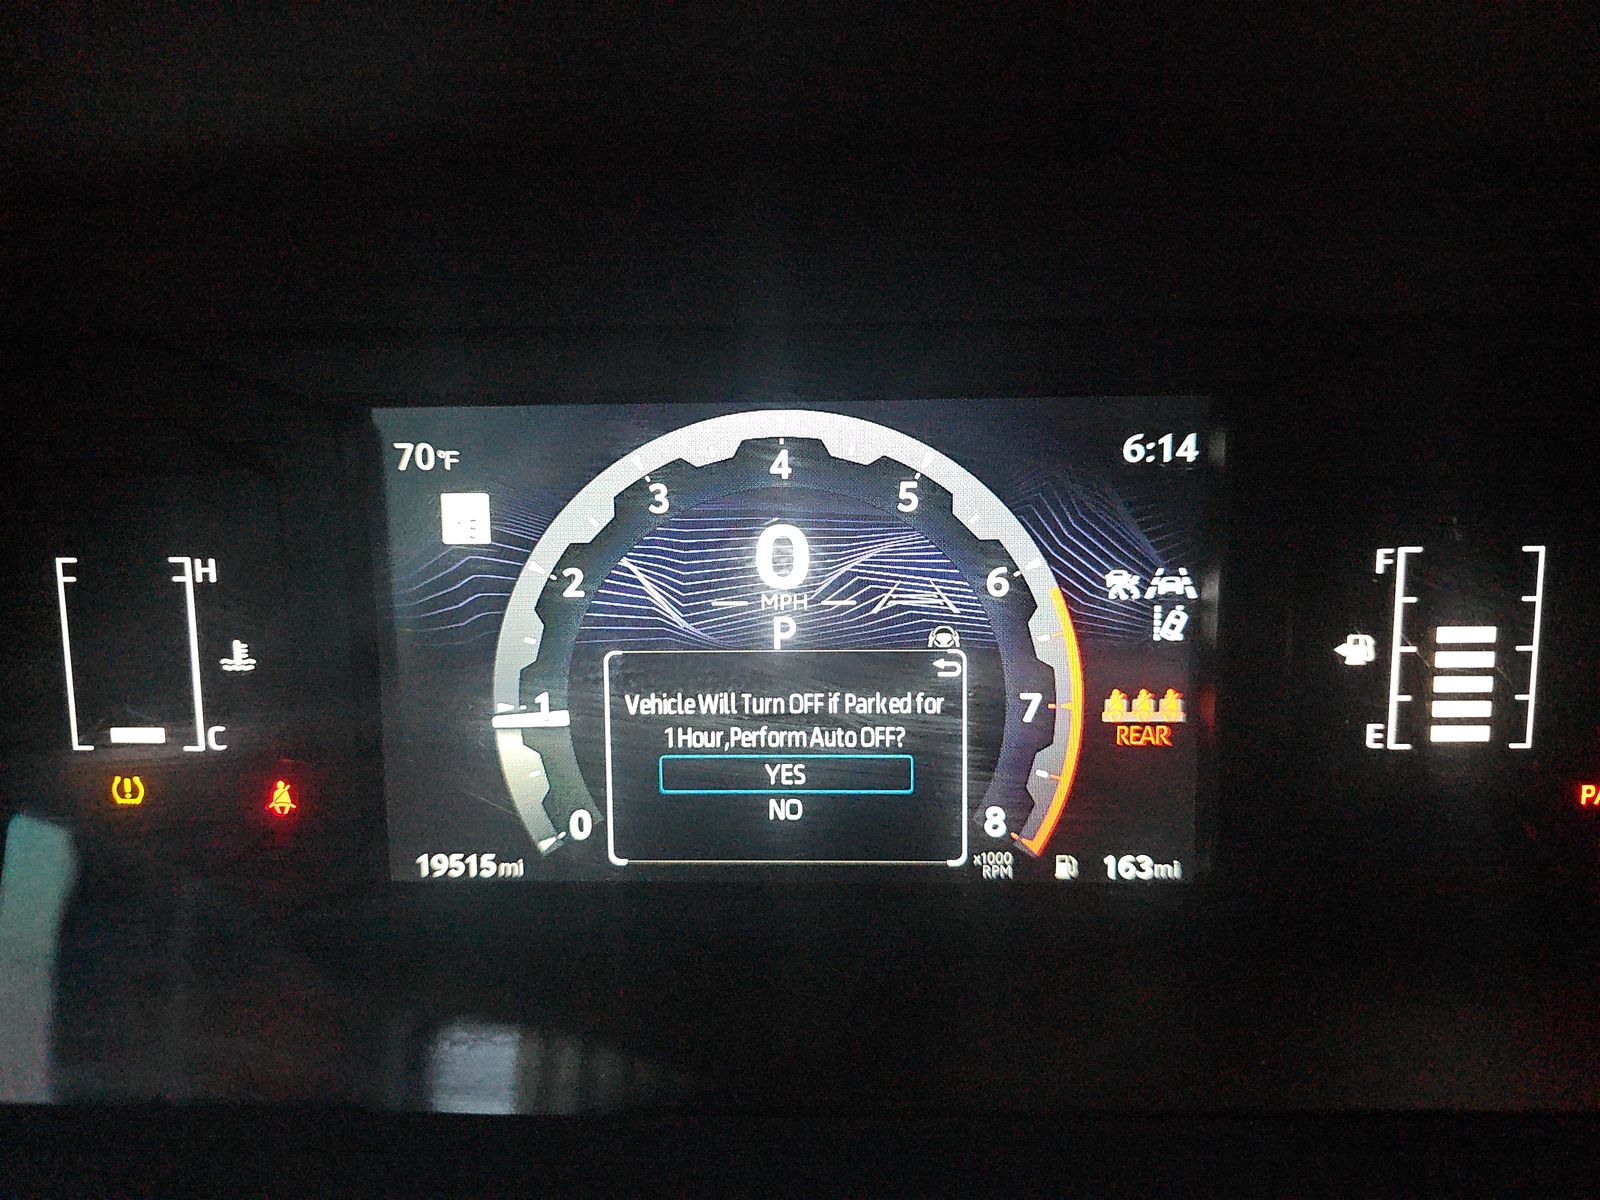 70°F
6:14
4
3
5
2
0
6
MPH
P
H
F
Vehicle Will Turn OFF if Parked for
1 Hour,Perform Auto OFF?
YES
NO
1
7
REAR
C
E
0
8
x1000
RPM
19515mi
163mi